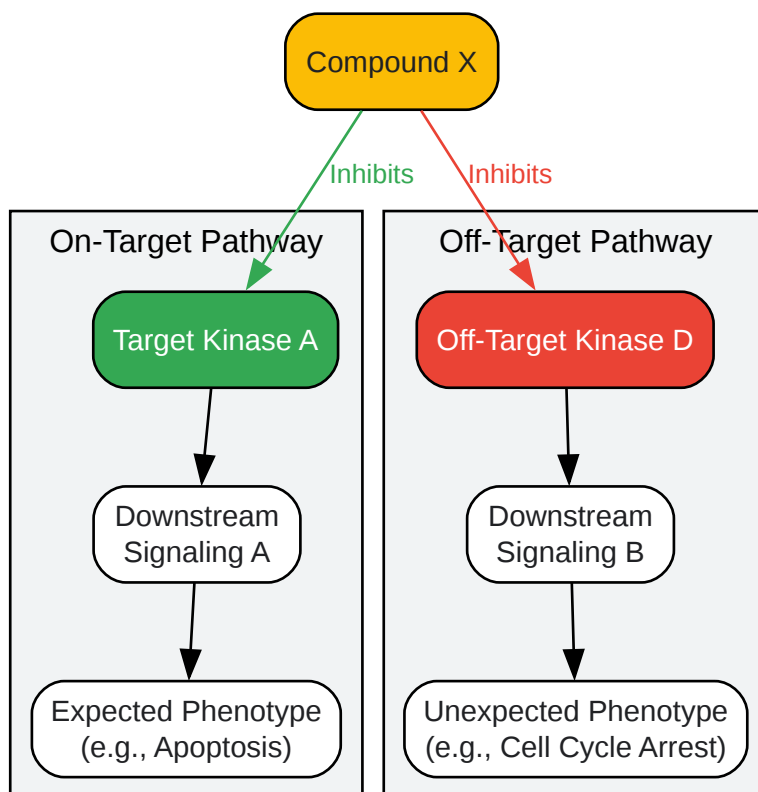 Compound X
Inhibits
Inhibits
On-Target Pathway
Off-Target Pathway
Target Kinase A
Off-Target Kinase D
Downstream
Signaling A
Downstream
Signaling B
Expected Phenotype
(e.g., Apoptosis)
Unexpected Phenotype
(e.g., Cell Cycle Arrest)